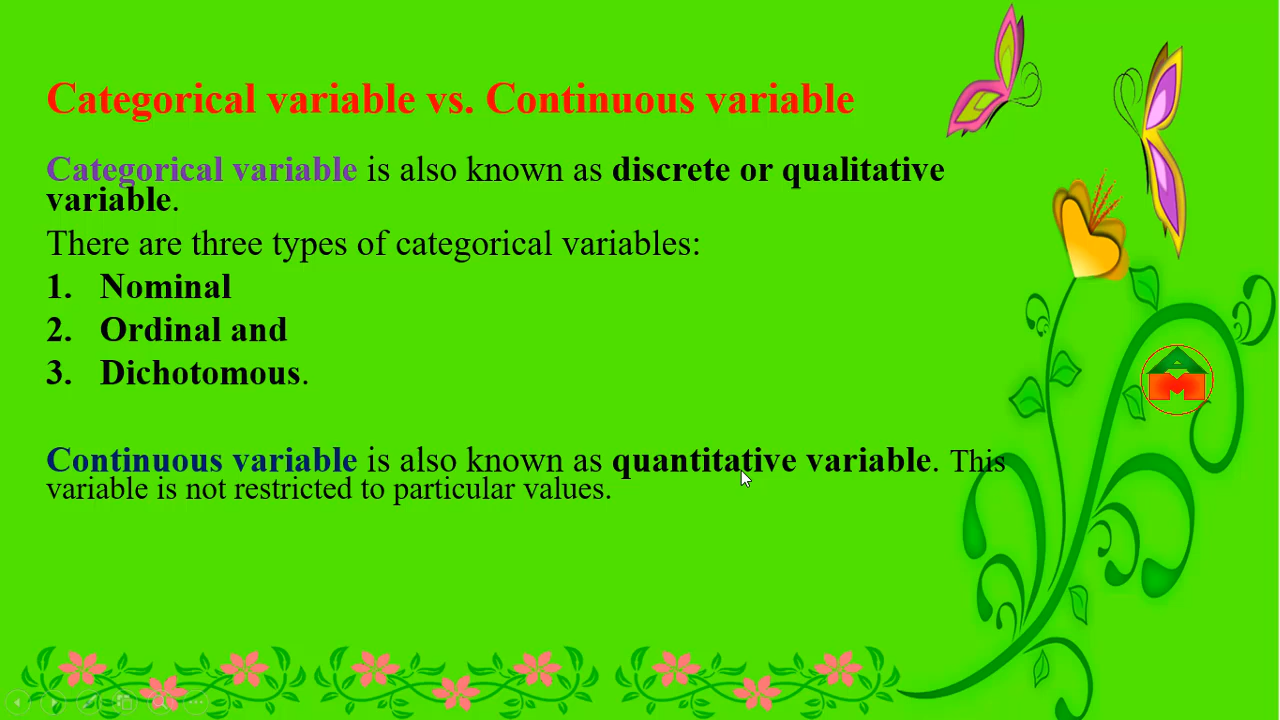 Categorical variable vs. Continuous variable
Categorical variable is also known as discrete or qualitative
variable.
There are three types of categorical variables:
1. Nominal
2. Ordinal and
3. Dichotomous.
Continuous variable is also known as quantitative variable. This
variable is not restricted to particular values.